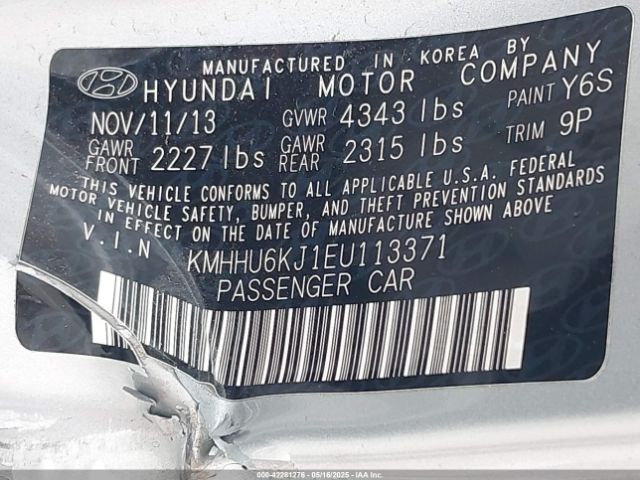 MANUFACTURED IN KOREA BY
HYUNDAI MOTOR COMPANY
NOV/11/13 GVWR 4343 lbs PAINT Y6S
GAWR FRONT 2227 lbs GAWR REAR 2315 lbs TRIM 9P
THIS VEHICLE CONFORMS TO ALL APPLICABLE U.S.A. FEDERAL
MOTOR VEHICLE SAFETY, BUMPER, AND THEFT PREVENTION STANDARDS
IN EFFECT ON THE DATE OF MANUFACTURE SHOWN ABOVE
V.I.N KMHHU6KJ1EU113371
PASSENGER CAR
000-42281276 - 05/16/2025 - IAA Inc.